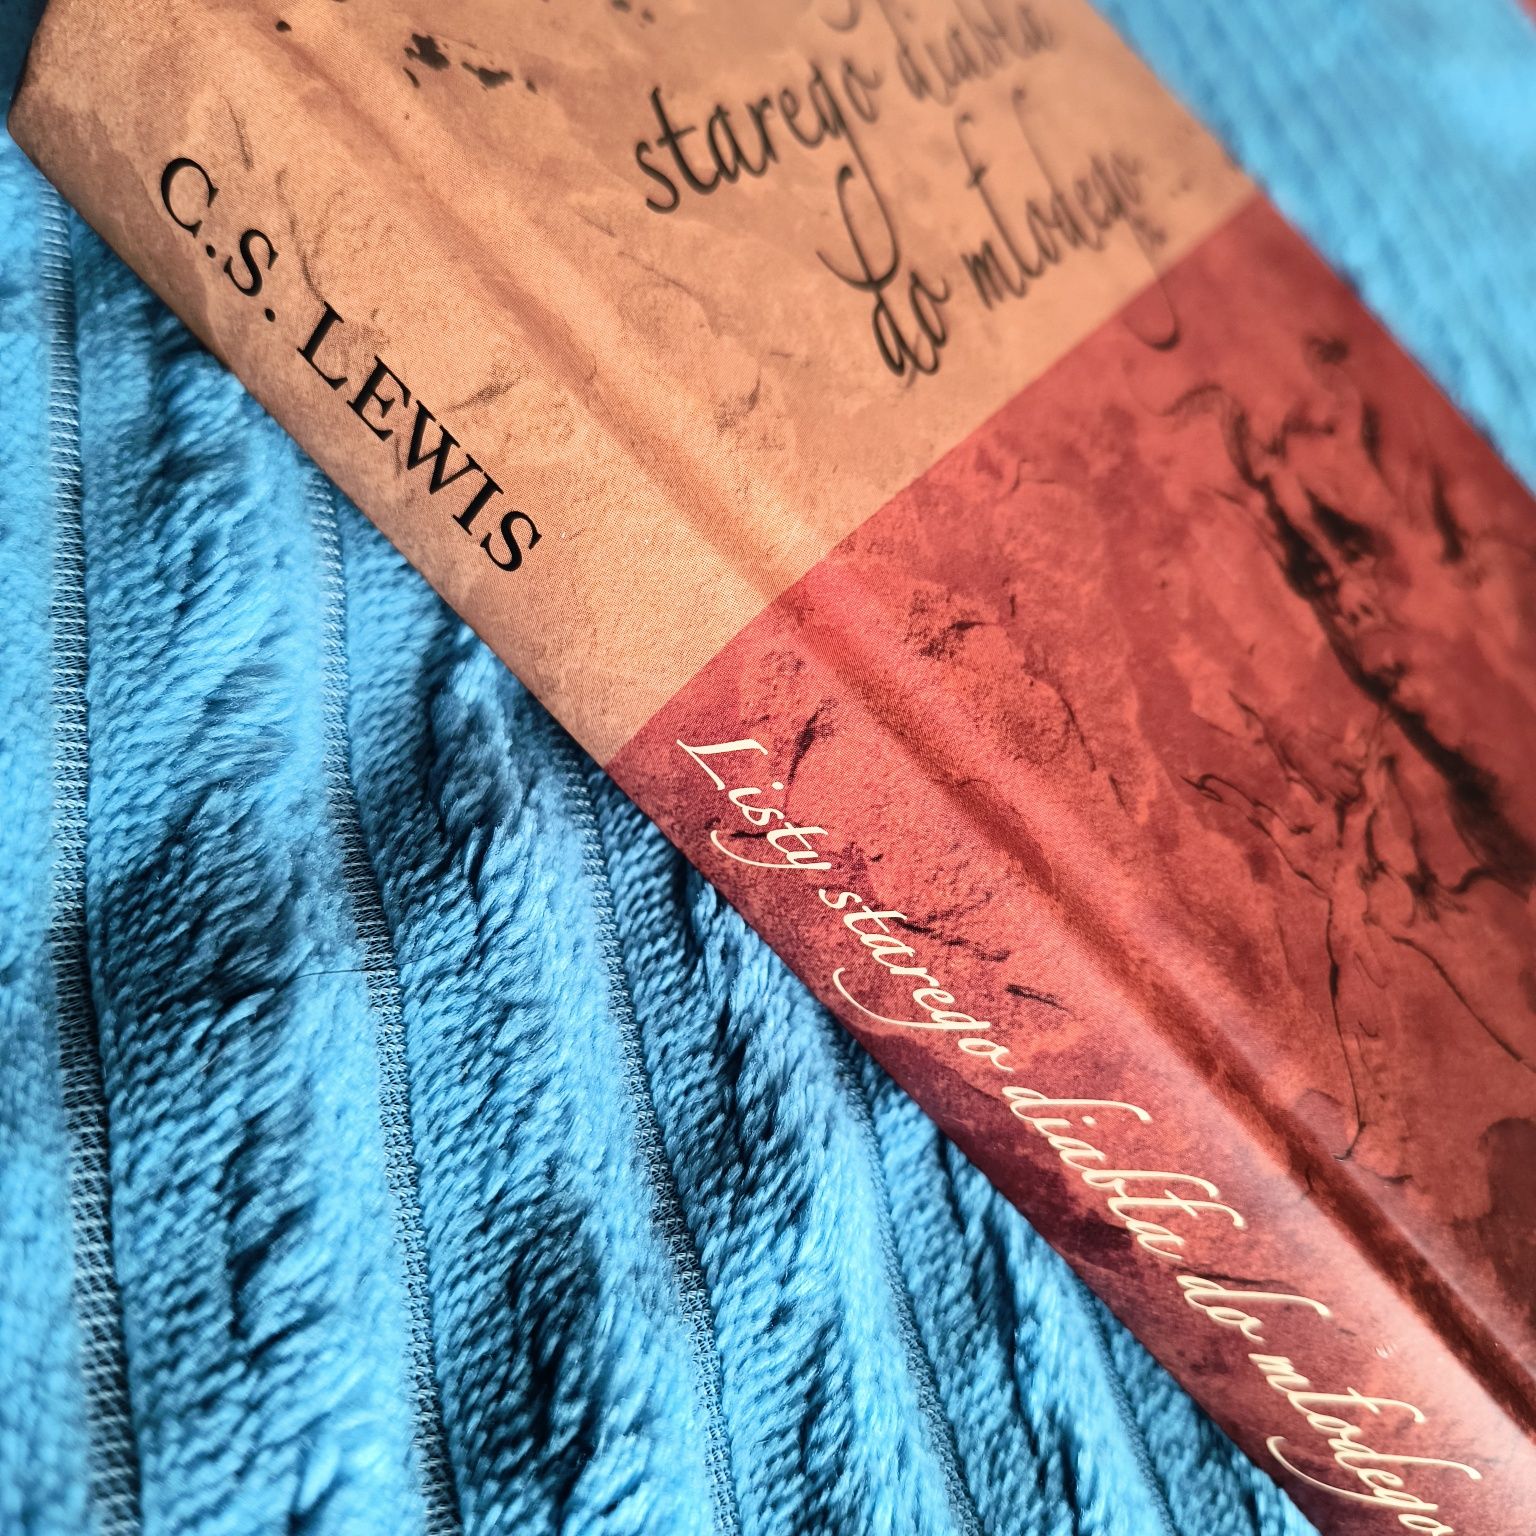 starego diabła
do młodego
C.S. LEWIS
Listy starego diabła do młodego